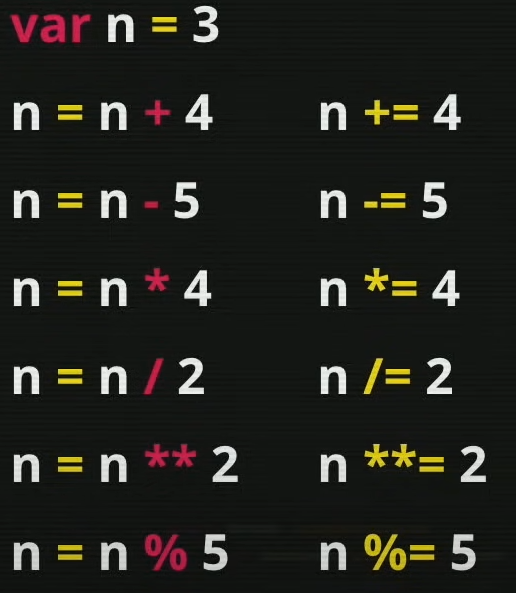 var n = 3
n = n + 4 n += 4
n = n - 5 n -= 5
n = n * 4 n *= 4
n = n / 2 n /= 2
n = n ** 2 n **= 2
n = n % 5 n %= 5